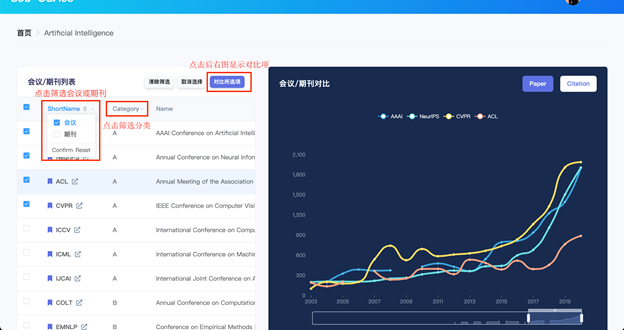 首页 > Artificial Intelligence
点击后右图显示对比项
会议/期刊列表 清除筛选 取消选择 对比所选项
点击筛选会议或期刊
ShortName Category Name
会议
期刊
Confirm Reset
点击筛选分类
A AAAI Conference on Artificial Intelli
NeurIPS A Annual Conference on Neural Infor
ACL A Annual Meeting of the Association
CVPR A IEEE Conference on Computer Visi
ICCV A International Conference on Compu
ICML A International Conference on Machin
IJCAI A International Joint Conference on A
COLT B Annual Conference on Computation
EMNLP B Conference on Empirical Methods
会议/期刊对比 Paper Citation
AAAI NeurIPS CVPR ACL
2,100
1,800
1,500
1,200
900
600
300
0
2003 2005 2007 2009 2011 2013 2015 2017 2019